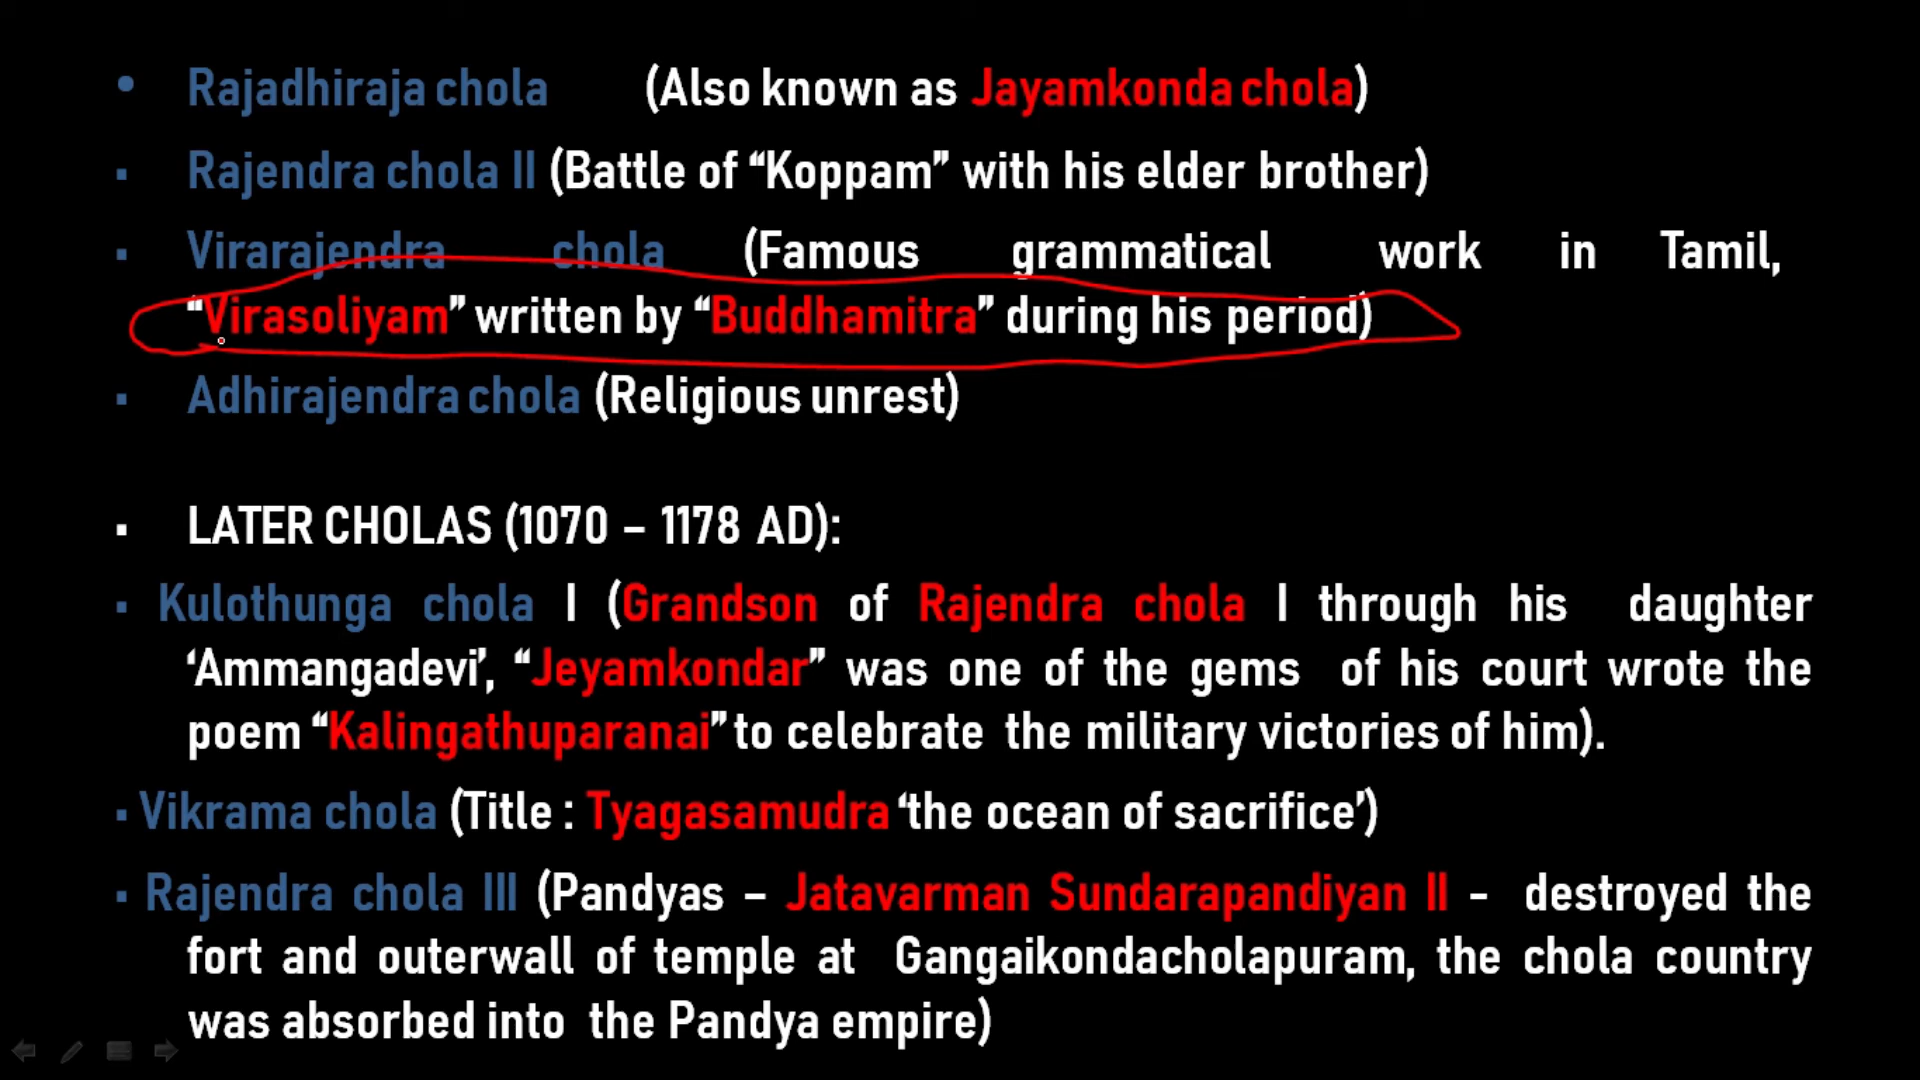 • Rajadhiraja chola (Also known as Jayamkonda chola)
▪ Rajendra chola II (Battle of “Koppam” with his elder brother)
▪ Virarajendra chola (Famous grammatical work in Tamil,
“Virasoliyam” written by “Buddhamitra” during his period)
▪ Adhirajendra chola (Religious unrest)
▪ LATER CHOLAS (1070 – 1178 AD):
▪ Kulothunga chola I (Grandson of Rajendra chola I through his daughter
‘Ammangadevi’, “Jeyamkondar” was one of the gems of his court wrote the
poem “Kalingathuparanai” to celebrate the military victories of him).
▪ Vikrama chola (Title : Tyagasamudra ‘the ocean of sacrifice’)
▪ Rajendra chola III (Pandyas – Jatavarman Sundarapandiyan II - destroyed the
fort and outerwall of temple at Gangaikondacholapuram, the chola country
was absorbed into the Pandya empire)